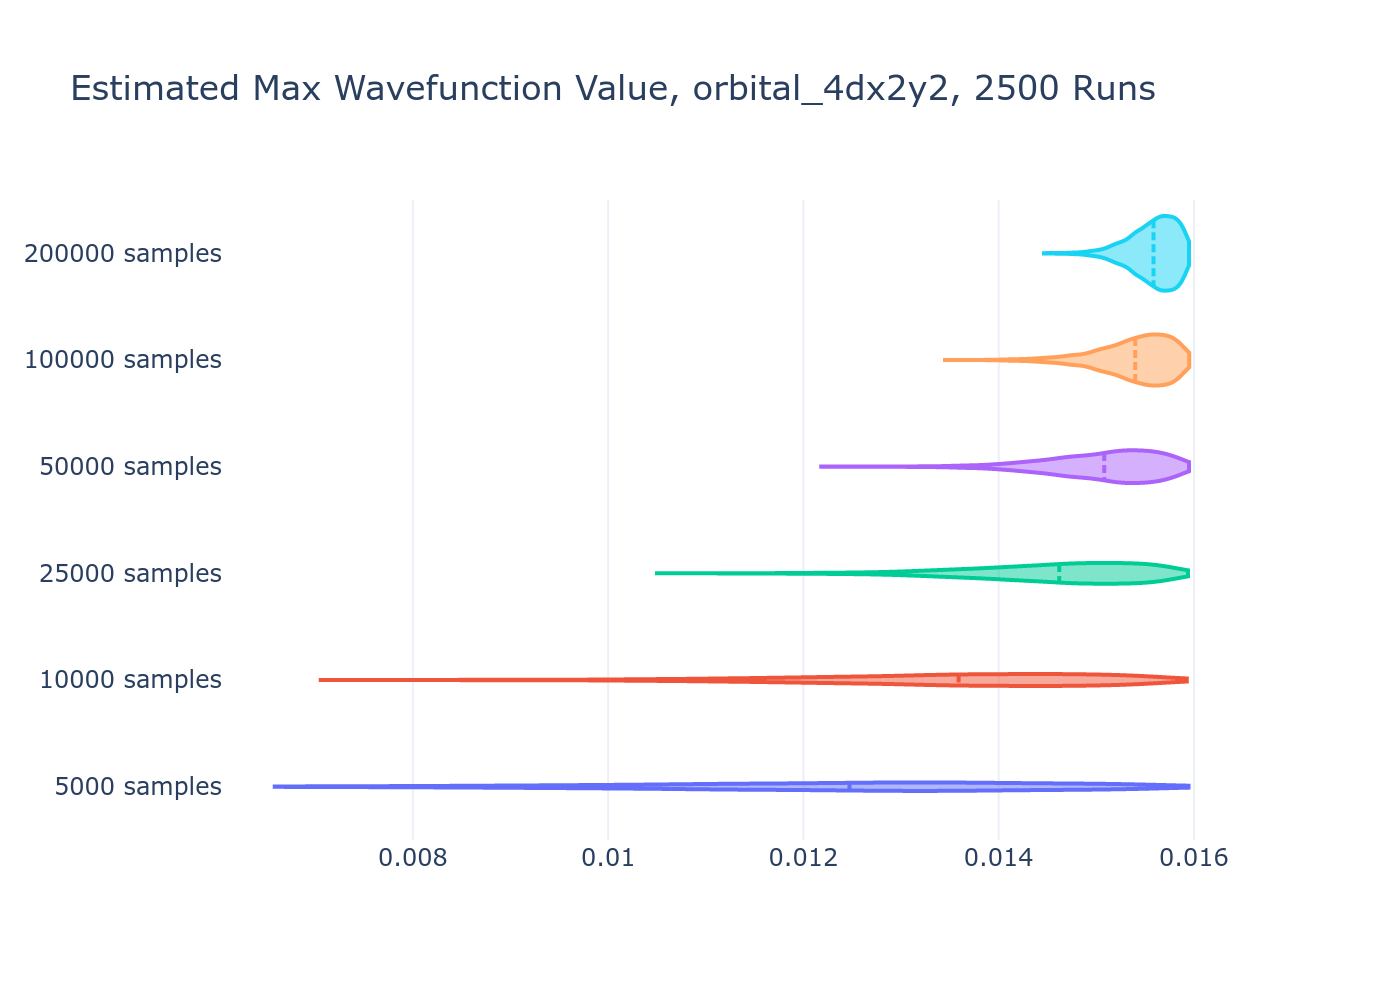 Estimated Max Wavefunction Value, orbital_4dx2y2, 2500 Runs
200000 samples
100000 samples
50000 samples
25000 samples
10000 samples
5000 samples
0.008 0.01 0.012 0.014 0.016